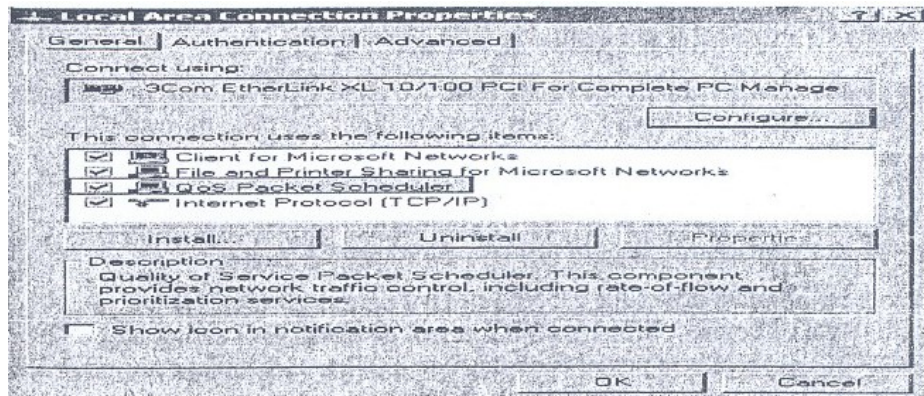 Local Area Connection Properties
General Authentication Advanced
Connect using:
3Com EtherLink XL 10/100 PCI For Complete PC Manage
Configure...
This connection uses the following items:
Client for Microsoft Networks
File and Printer Sharing for Microsoft Networks
QoS Packet Scheduler
Internet Protocol (TCP/IP)
Install... Uninstall Properties
Description
Quality of Service Packet Scheduler. This component
provides network traffic control, including rate-of-flow and
prioritization services.
Show icon in notification area when connected
OK Cancel